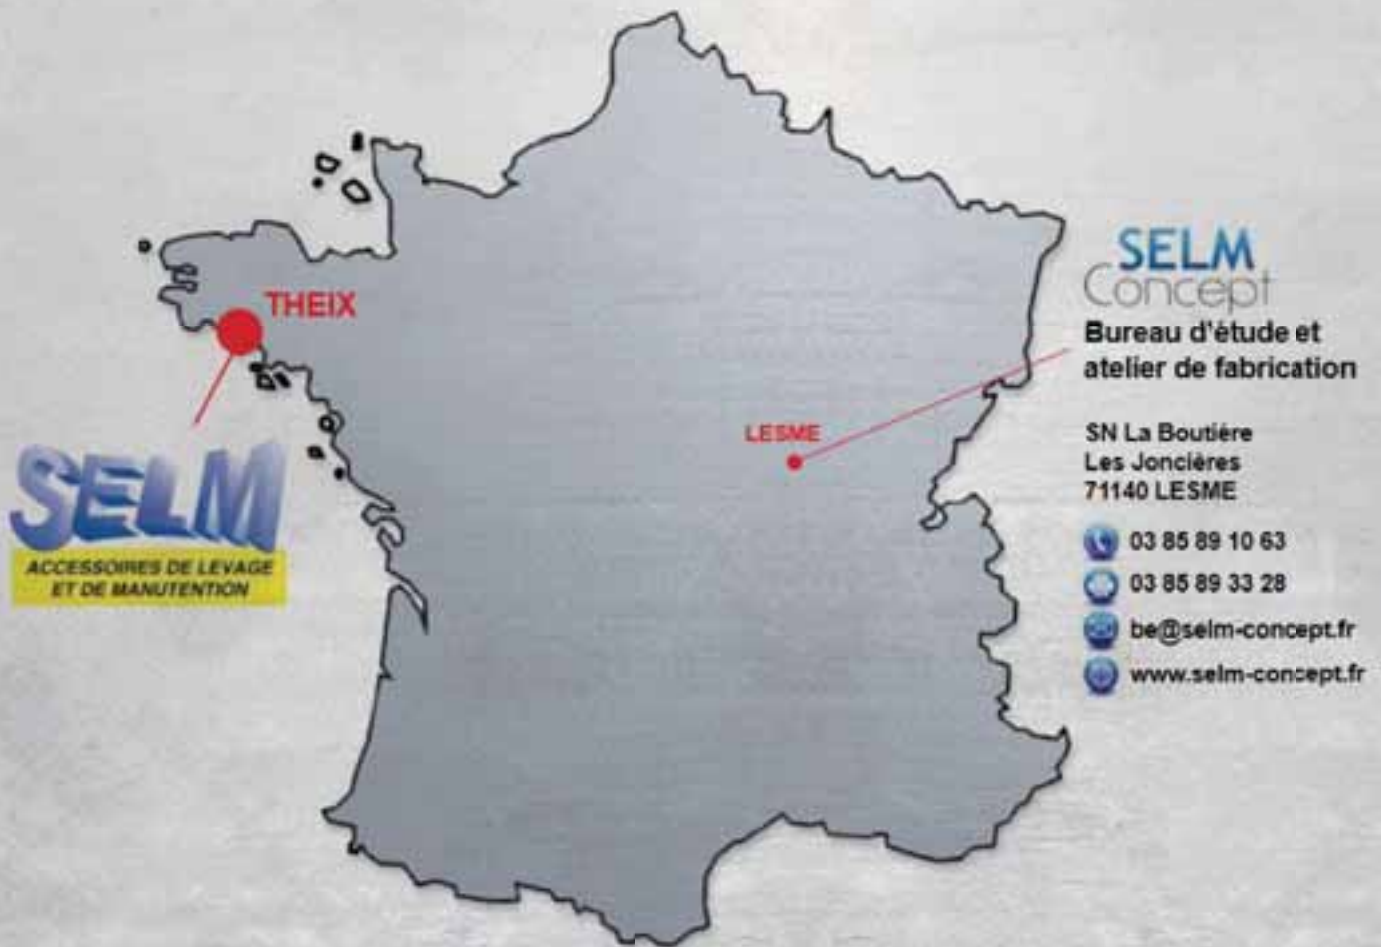 THEIX
SELM
ACCESSOIRES DE LEVAGE
ET DE MANUTENTION
LESME
SELM
Concept
Bureau d'étude et
atelier de fabrication
SN La Boutière
Les Joncières
71140 LESME
03 85 89 10 63
03 85 89 33 28
be@selm-concept.fr
www.selm-concept.fr